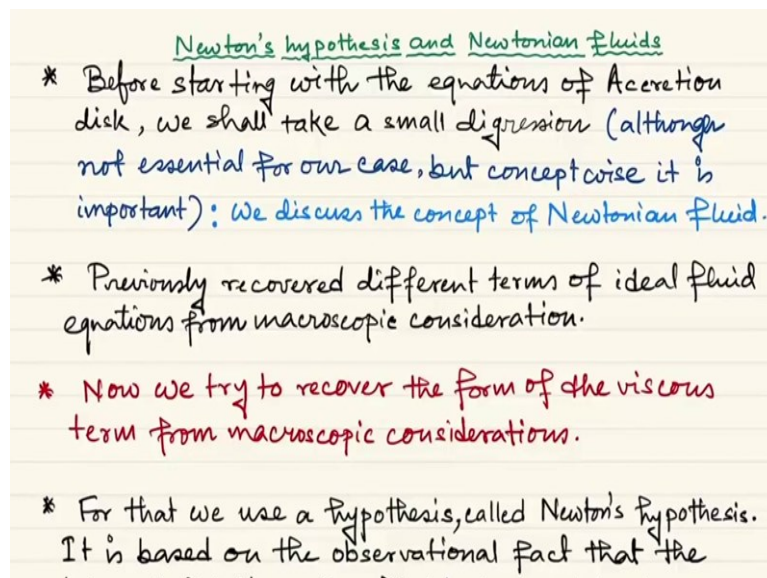 Newton's hypothesis and Newtonian fluids
* Before starting with the equations of Accretion
disk, we shall take a small digression (although
not essential for our case, but conceptwise it is
important): We discuss the concept of Newtonian fluid.
* Previously recovered different terms of ideal fluid
equations from macroscopic consideration.
* Now we try to recover the form of the viscous
term from macroscopic considerations.
* For that we use a hypothesis, called Newton's hypothesis.
It is based on the observational fact that the